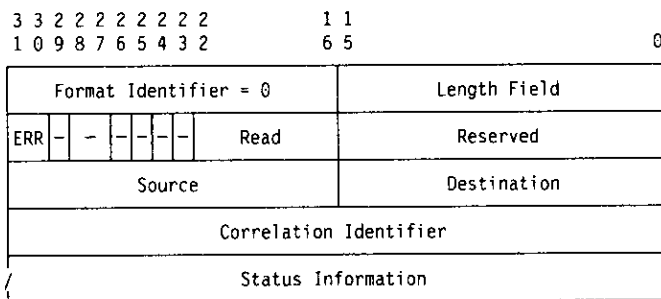 3 3 2 2 2 2 2 2 2 2 1 1
1 0 9 8 7 6 5 4 3 2 6 5 0
Format Identifier = 0 Length Field
ERR - - - - - - Read Reserved
Source Destination
Correlation Identifier
Status Information